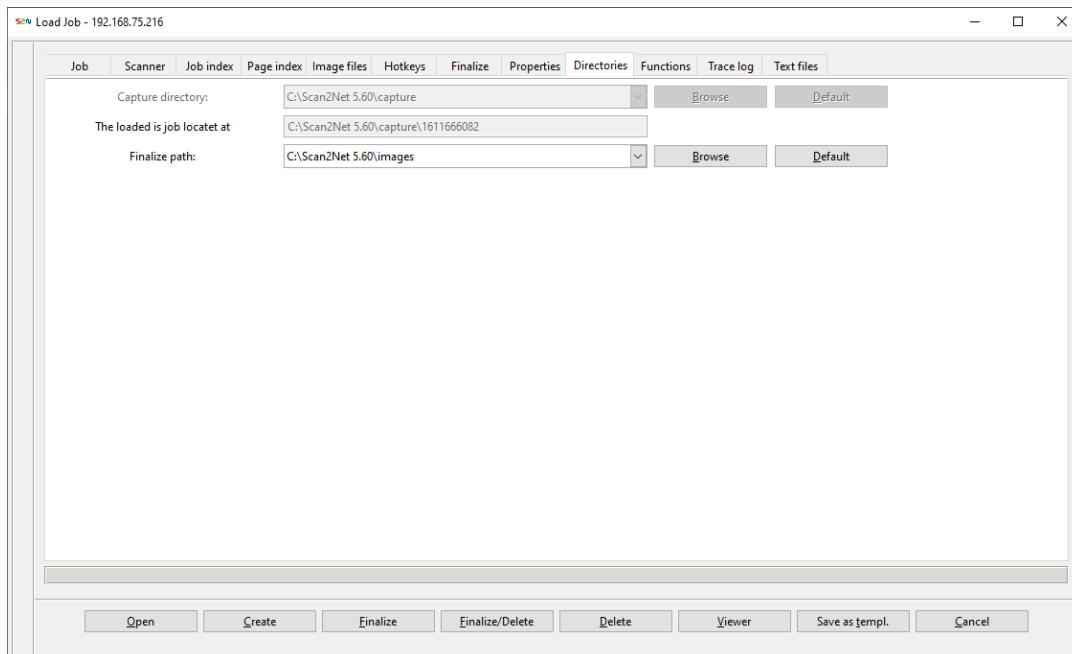 S2N Load Job - 192.168.75.216
Job Scanner Job index Page index Image files Hotkeys Finalize Properties Directories Functions Trace log Text files
Capture directory: C:\Scan2Net 5.60\capture Browse Default
The loaded is job locatet at C:\Scan2Net 5.60\capture\1611666082
Finalize path: C:\Scan2Net 5.60\images Browse Default
Open Create Finalize Finalize/Delete Delete Viewer Save as templ. Cancel